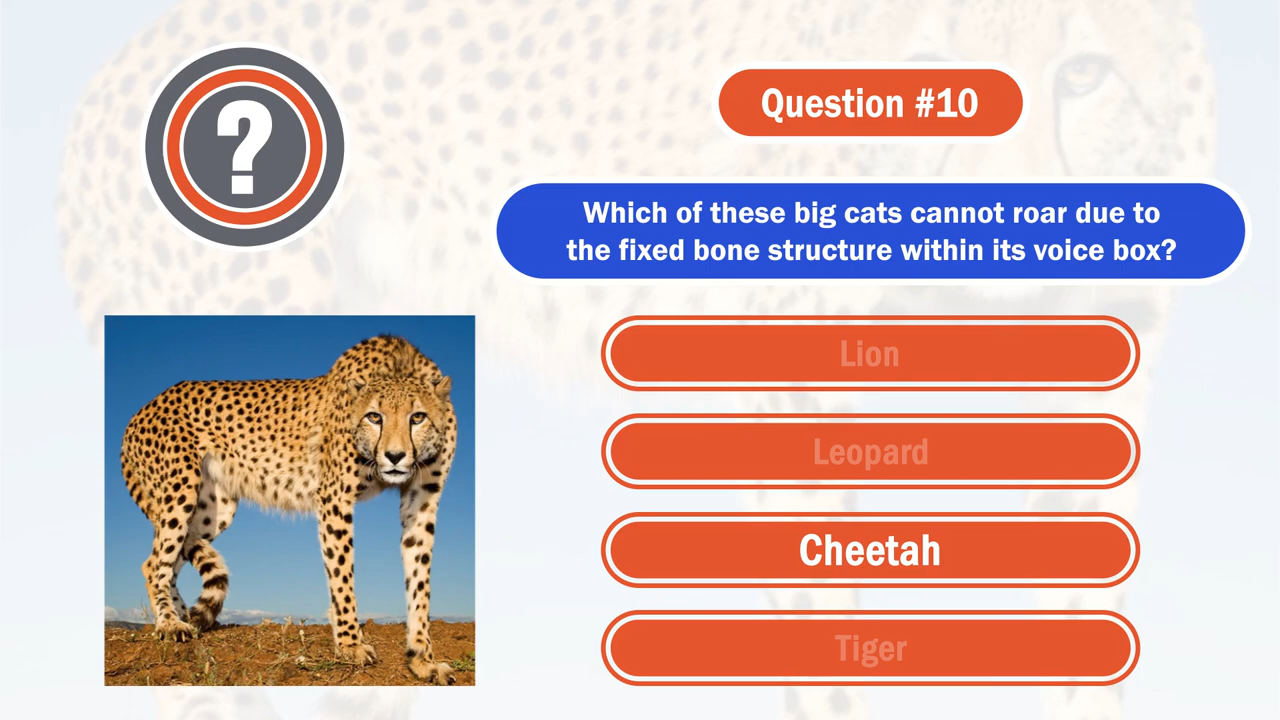 ?
Question #10
Which of these big cats cannot roar due to
the fixed bone structure within its voice box?
Lion
Leopard
Cheetah
Tiger